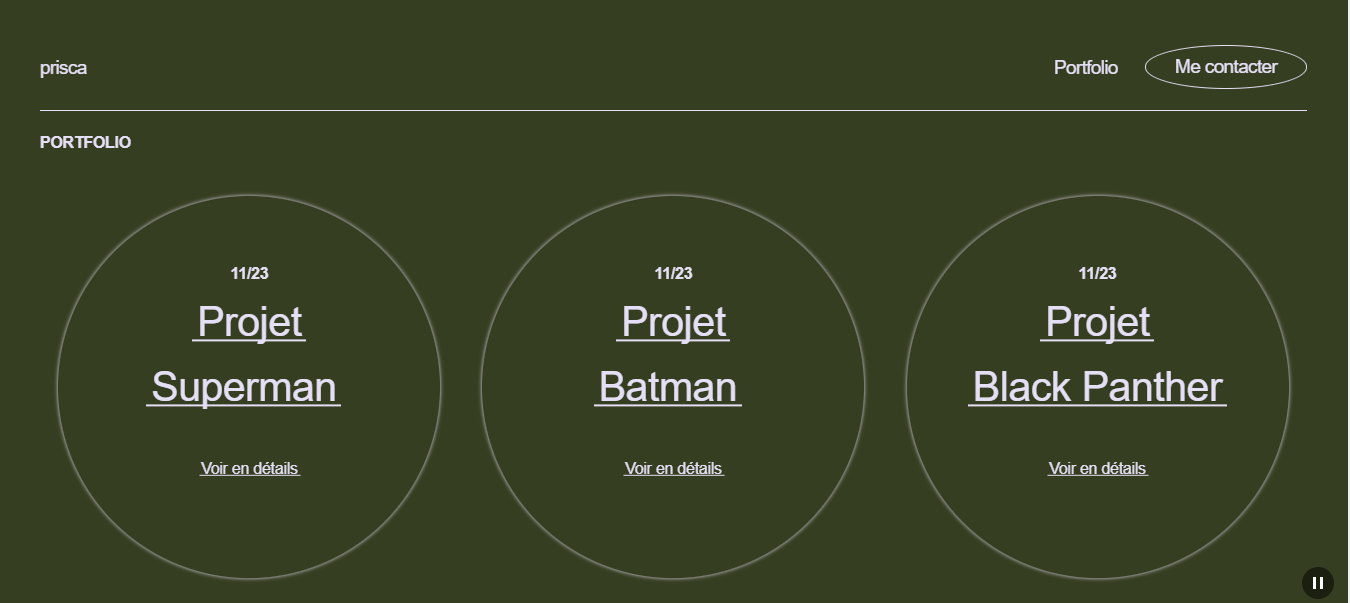 prisca
Portfolio
Me contacter
PORTFOLIO
11/23
Projet
Superman
Voir en détails
11/23
Projet
Batman
Voir en détails
11/23
Projet
Black Panther
Voir en détails